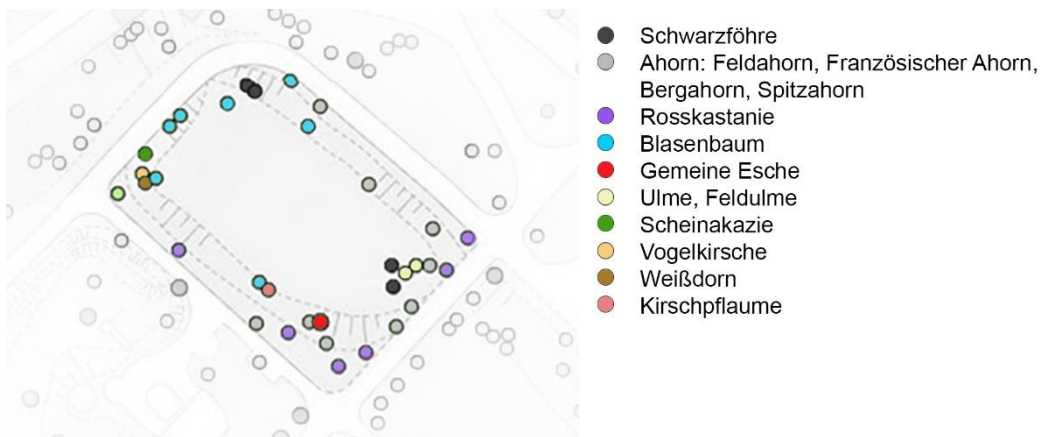 Schwarzföhre
Ahorn: Feldahorn, Französischer Ahorn,
Bergahorn, Spitzahorn
Rosskastanie
Blasenbaum
Gemeine Esche
Ulme, Feldulme
Scheinakazie
Vogelkirsche
Weißdorn
Kirschpflaume